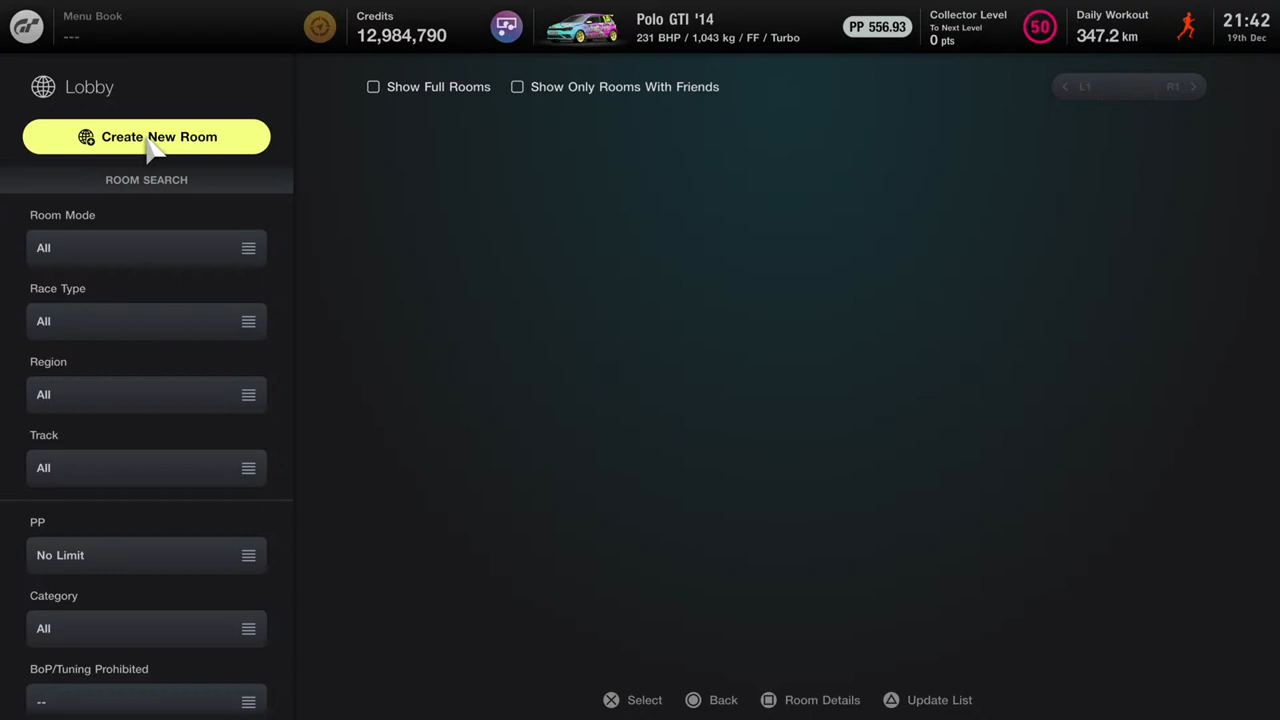 Menu Book
---
Credits
12,984,790
Polo GTI '14
231 BHP / 1,043 kg / FF / Turbo
PP 556.93
Collector Level
To Next Level
0 pts
50
Daily Workout
347.2 km
21:42
19th Dec
Lobby
Show Full Rooms
Show Only Rooms With Friends
L1
R1
Create New Room
ROOM SEARCH
Room Mode
All
Race Type
All
Region
All
Track
All
PP
No Limit
Category
All
BoP/Tuning Prohibited
--
Select
Back
Room Details
Update List